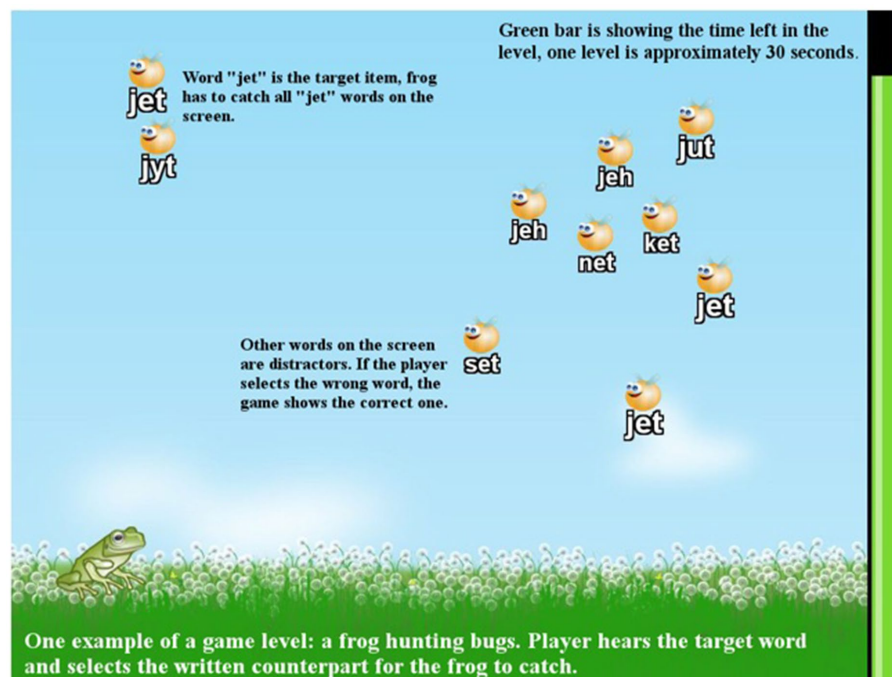 Green bar is showing the time left in the
level, one level is approximately 30 seconds.
jet
Word "jet" is the target item, frog
has to catch all "jet" words on the
screen.
jyt
jut
jeh
jeh
ket
net
jet
Other words on the screen
are distractors. If the player
selects the wrong word, the
game shows the correct one.
set
jet
One example of a game level: a frog hunting bugs. Player hears the target word
and selects the written counterpart for the frog to catch.